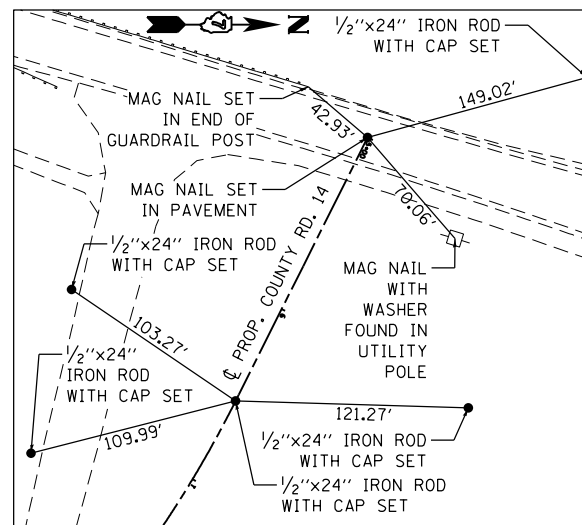 N
1/2"x24" IRON ROD
WITH CAP SET
149.02'
MAG NAIL SET
IN END OF
GUARDRAIL POST
42.93'
MAG NAIL SET
IN PAVEMENT
70.06'
1/2"x24" IRON ROD
WITH CAP SET
℄ PROP. COUNTY RD. 14
MAG NAIL
WITH
WASHER
FOUND IN
UTILITY
POLE
103.27'
1/2"x24"
IRON ROD
WITH CAP SET
109.99'
121.27'
1/2"x24" IRON ROD
WITH CAP SET
1/2"x24" IRON ROD
WITH CAP SET